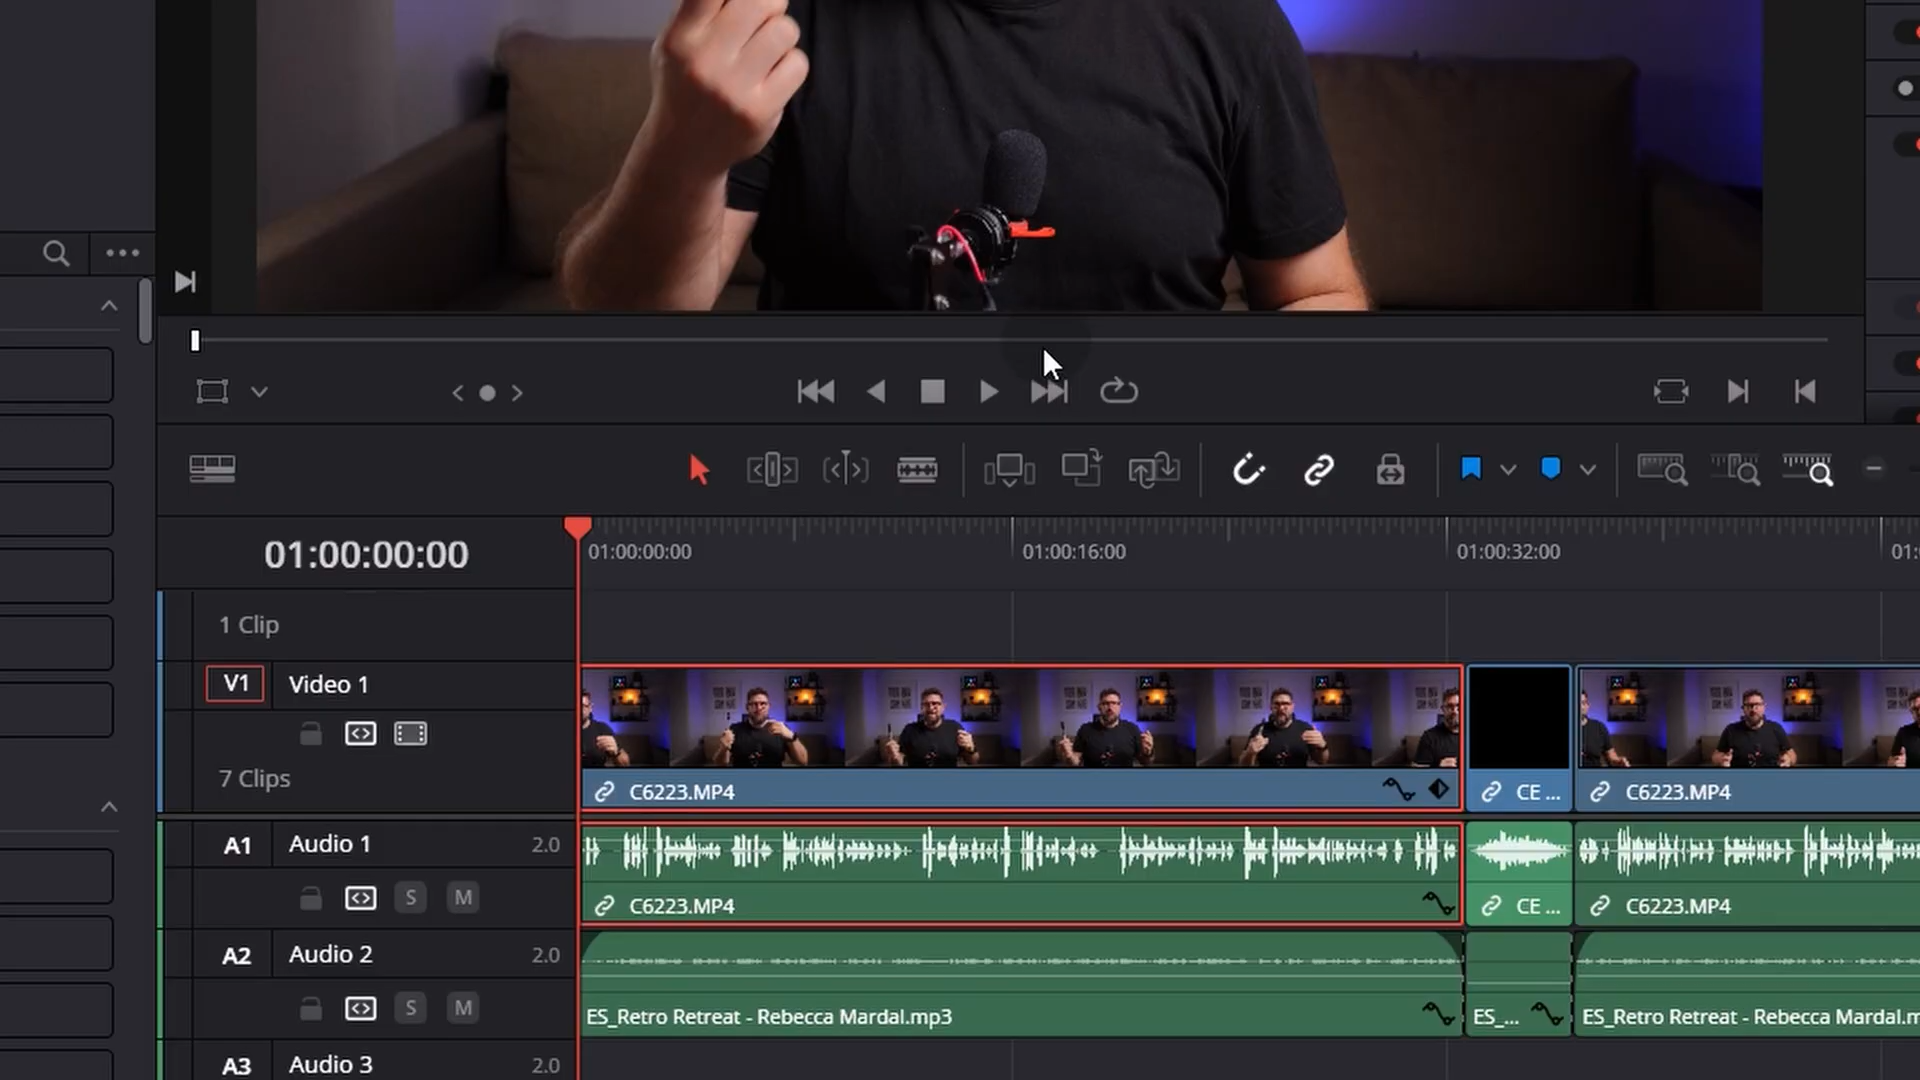 01:00:00:00
01:00:00:00
01:00:16:00
01:00:32:00
01:
1 Clip
V1
Video 1
7 Clips
C6223.MP4
CE ...
C6223.MP4
A1
Audio 1
2.0
S
M
C6223.MP4
CE ...
C6223.MP4
A2
Audio 2
2.0
S
M
ES_Retro Retreat - Rebecca Mardal.mp3
ES_...
ES_Retro Retreat - Rebecca Mardal.m
A3
Audio 3
2.0